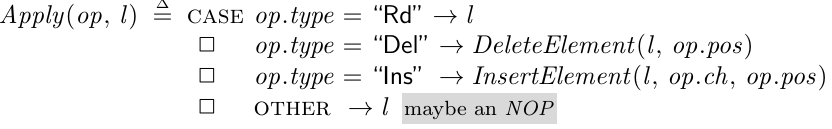 Apply(op, l) ≜ CASE op.type = “Rd” → l
□ op.type = “Del” → DeleteElement(l, op.pos)
□ op.type = “Ins” → InsertElement(l, op.ch, op.pos)
□ OTHER → l maybe an NOP